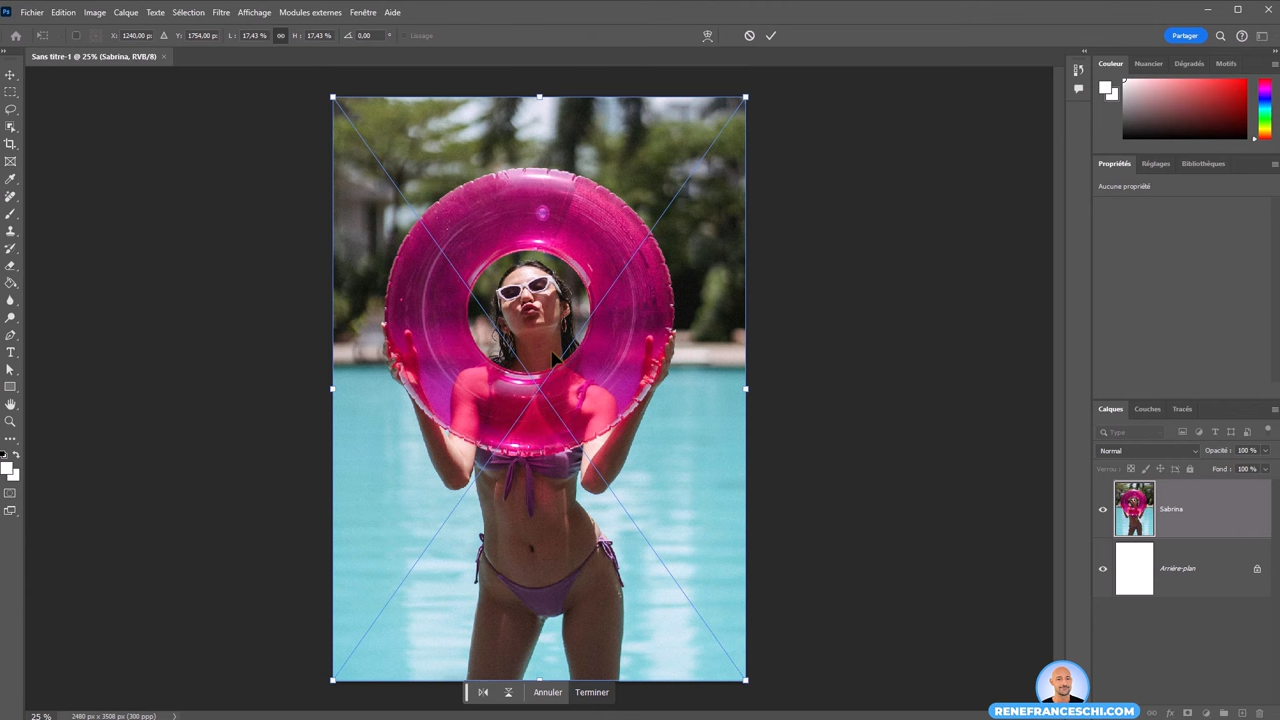 Ps Fichier Edition Image Calque Texte Sélection Filtre Affichage Modules externes Fenêtre Aide
X: 1240,00 p: Y: 1754,00 p: L : 17,43 % H : 17,43 % 0,00 ° Lissage Partager
Sans titre-1 @ 25% (Sabrina, RVB/8) ×
Couleur Nuancier Dégradés Motifs
Propriétés Réglages Bibliothèques
Aucune propriété
Calques Couches Tracés
Type
Normal Opacité : 100 %
Verrou : Fond : 100 %
Sabrina
Arrière-plan
Annuler Terminer
RENEFRANCESCHI.COM
25 % 2480 px x 3508 px (300 ppp)